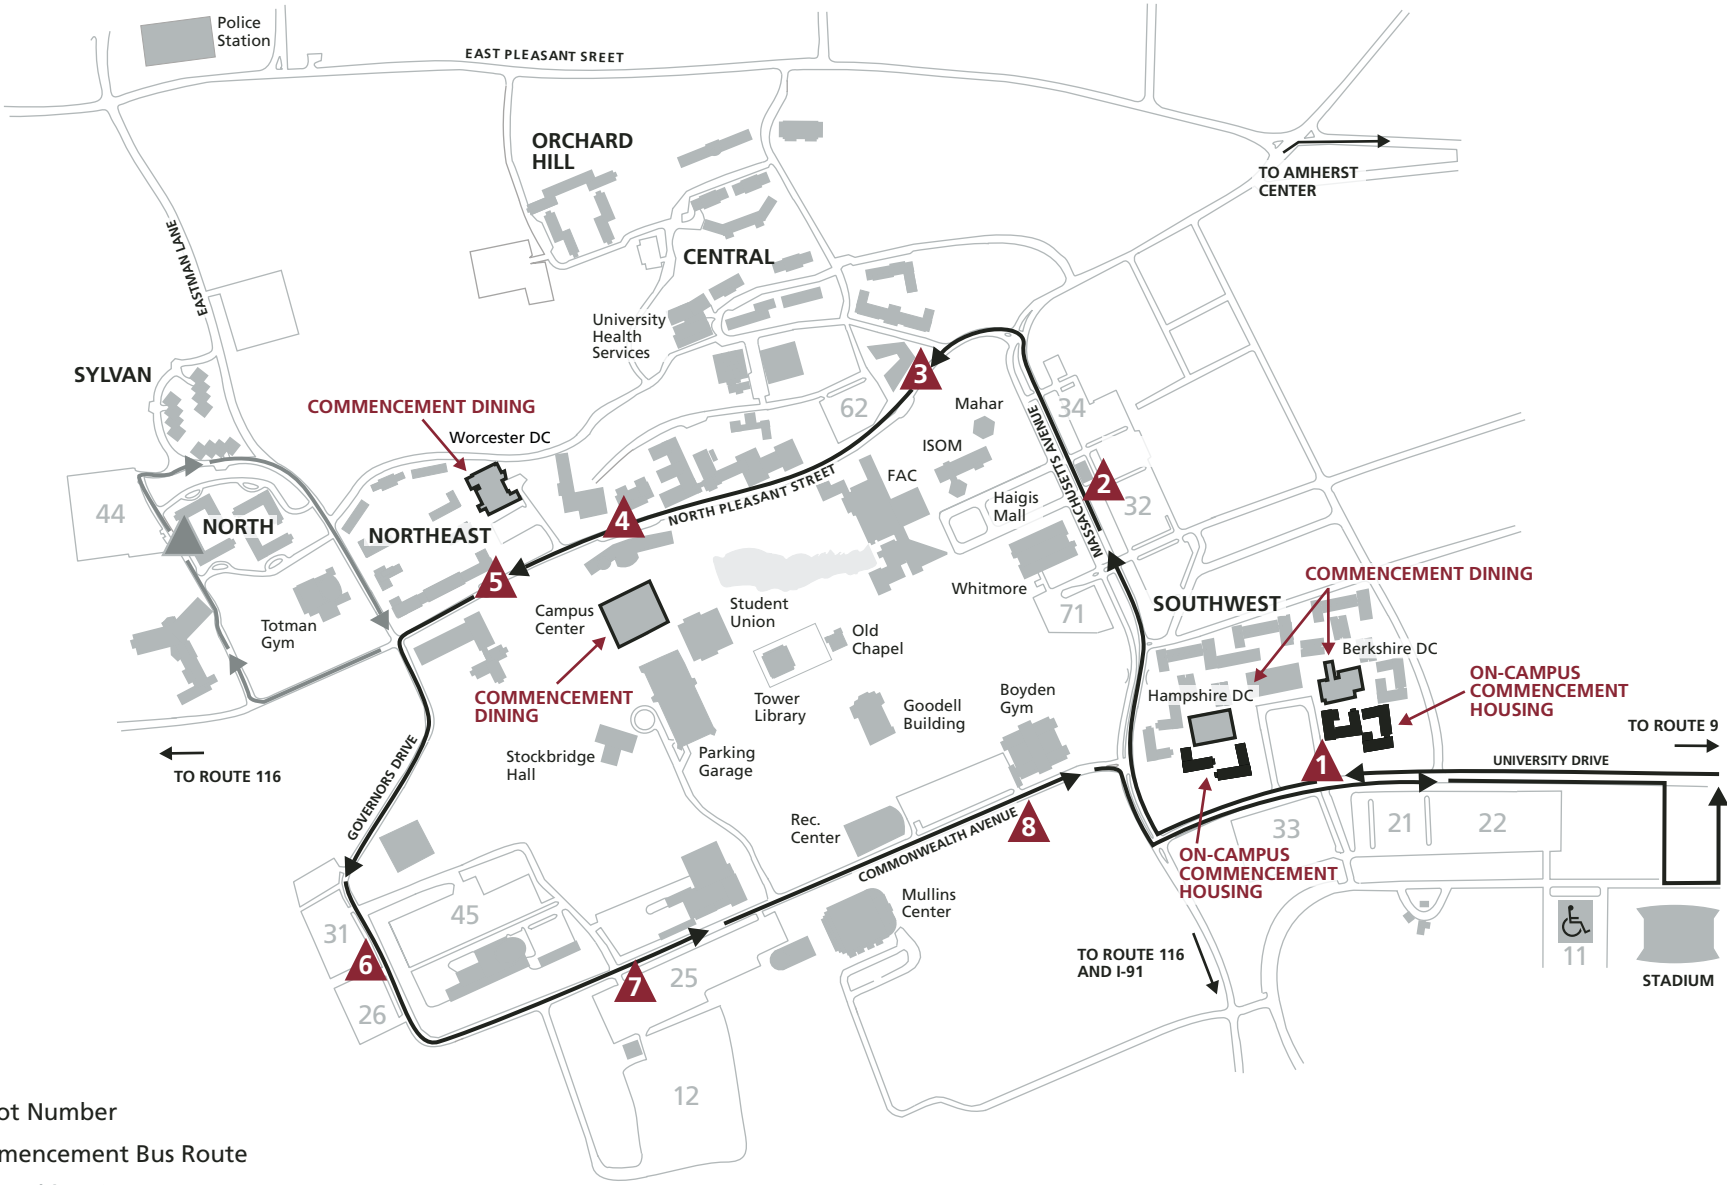 Police
Station
EAST PLEASANT SREET
ORCHARD
HILL
TO AMHERST
CENTER
EASTMAN LANE
CENTRAL
University
Health
Services
SYLVAN
COMMENCEMENT DINING
Worcester DC
3
62
Mahar
34
ISOM
MASSACHUSETTS AVENUE
FAC
2
Haigis
Mall
32
44
NORTH
NORTHEAST
4
NORTH PLEASANT STREET
5
Whitmore
COMMENCEMENT DINING
SOUTHWEST
71
Campus
Center
Student
Union
Old
Chapel
Totman
Gym
Berkshire DC
ON-CAMPUS
COMMENCEMENT
HOUSING
COMMENCEMENT
DINING
Tower
Library
Goodell
Building
Boyden
Gym
Hampshire DC
TO ROUTE 9
Stockbridge
Hall
Parking
Garage
TO ROUTE 116
1
UNIVERSITY DRIVE
GOVERNORS DRIVE
Rec.
Center
COMMONWEALTH AVENUE
8
33
21
22
ON-CAMPUS
COMMENCEMENT
HOUSING
Mullins
Center
45
31
6
7
25
TO ROUTE 116
AND I-91
11
STADIUM
26
12
ot Number
mencement Bus Route